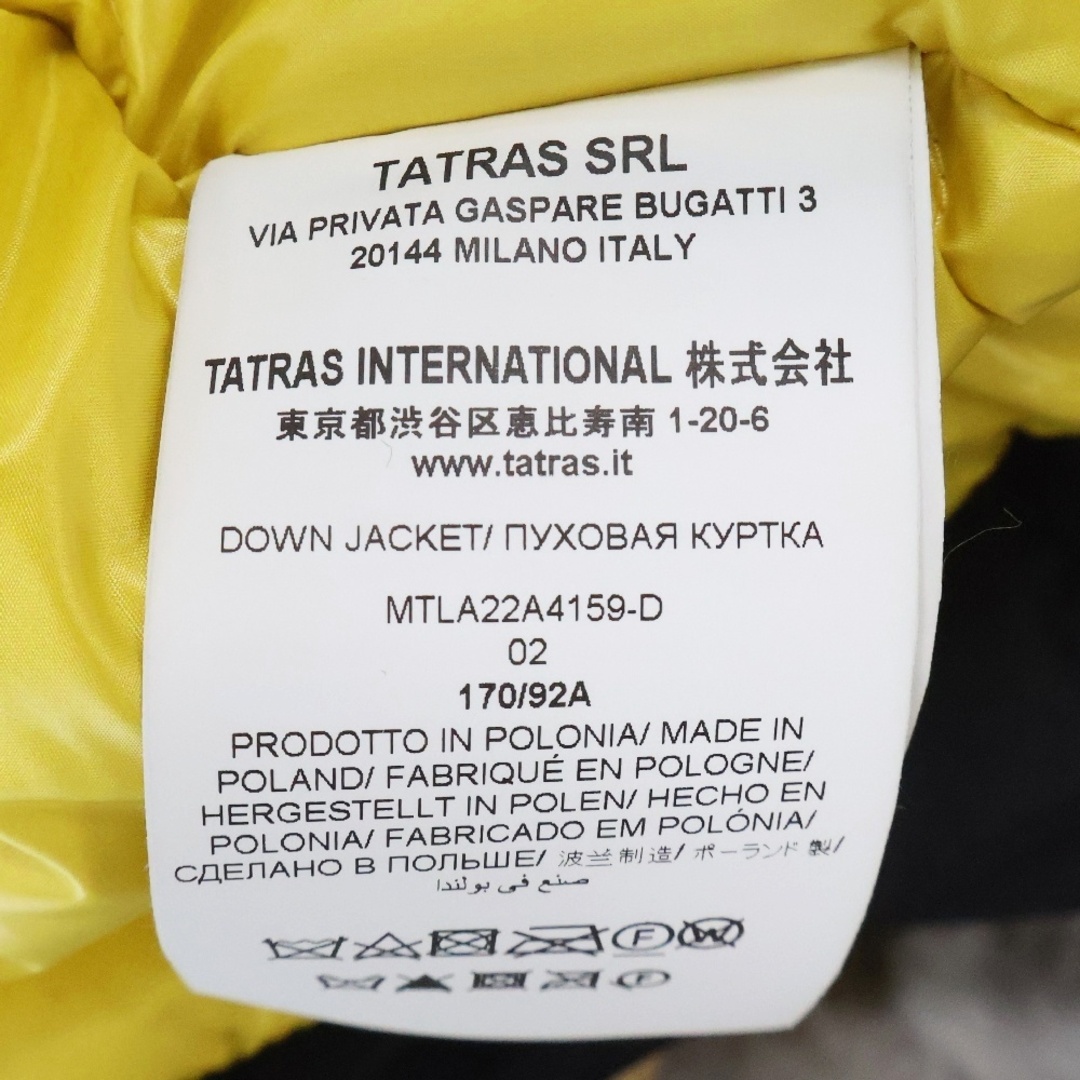 TATRAS SRL
VIA PRIVATA GASPARE BUGATTI 3
20144 MILANO ITALY
TATRAS INTERNATIONAL 株式会社
東京都渋谷区恵比寿南 1-20-6
www.tatras.it
DOWN JACKET/ ПУХОВАЯ КУРТКА
MTLA22A4159-D
02
170/92A
PRODOTTO IN POLONIA/ MADE IN
POLAND/ FABRIQUÉ EN POLOGNE/
HERGESTELLT IN POLEN/ HECHO EN
POLONIA/ FABRICADO EM POLÓNIA/
СДЕЛАНО В ПОЛЬШЕ/ 波兰制造/ ポーランド 製/
صنع في بولندا
F W
F